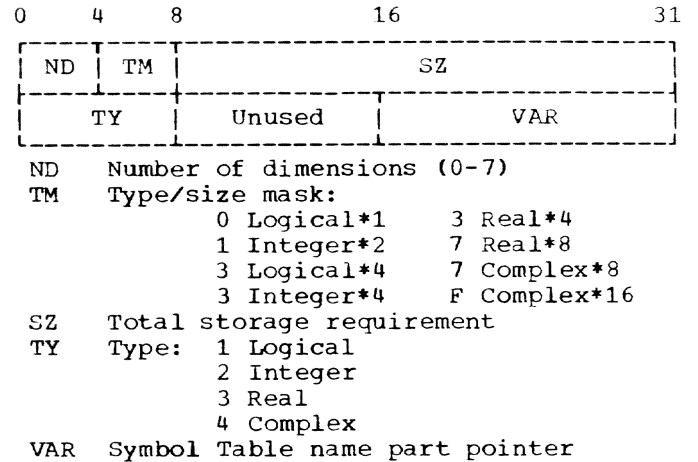 0 4 8 16 31
ND TM SZ
TY Unused VAR
ND Number of dimensions (0-7)
TM Type/size mask:
0 Logical*1 3 Real*4
1 Integer*2 7 Real*8
3 Logical*4 7 Complex*8
3 Integer*4 F Complex*16
SZ Total storage requirement
TY Type: 1 Logical
2 Integer
3 Real
4 Complex
VAR Symbol Table name part pointer